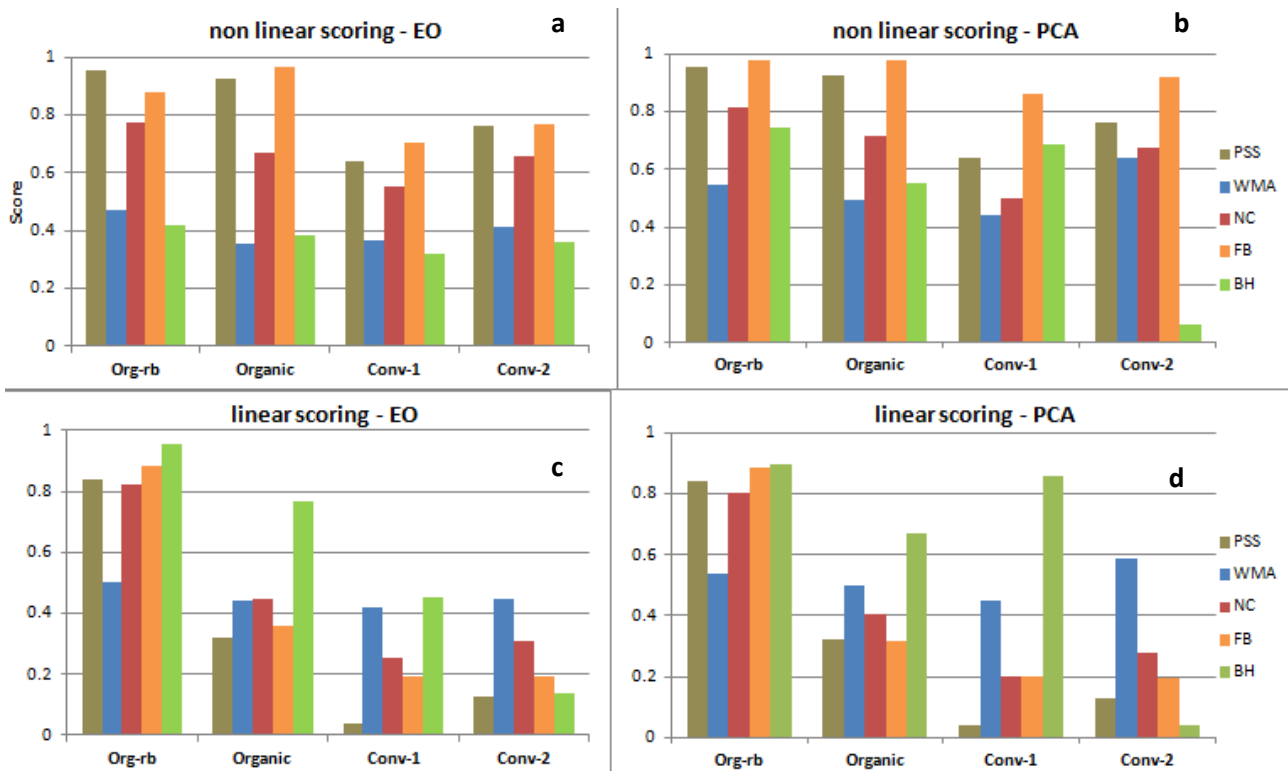 non linear scoring - EO
a
Score
1
0.8
0.6
0.4
0.2
0
Org-rb Organic Conv-1 Conv-2
non linear scoring - PCA
b
1
0.8
0.6
0.4
0.2
0
Org-rb Organic Conv-1 Conv-2
PSS
WMA
NC
FB
BH
linear scoring - EO
c
1
0.8
0.6
0.4
0.2
0
Org-rb Organic Conv-1 Conv-2
linear scoring - PCA
d
1
0.8
0.6
0.4
0.2
0
Org-rb Organic Conv-1 Conv-2
PSS
WMA
NC
FB
BH